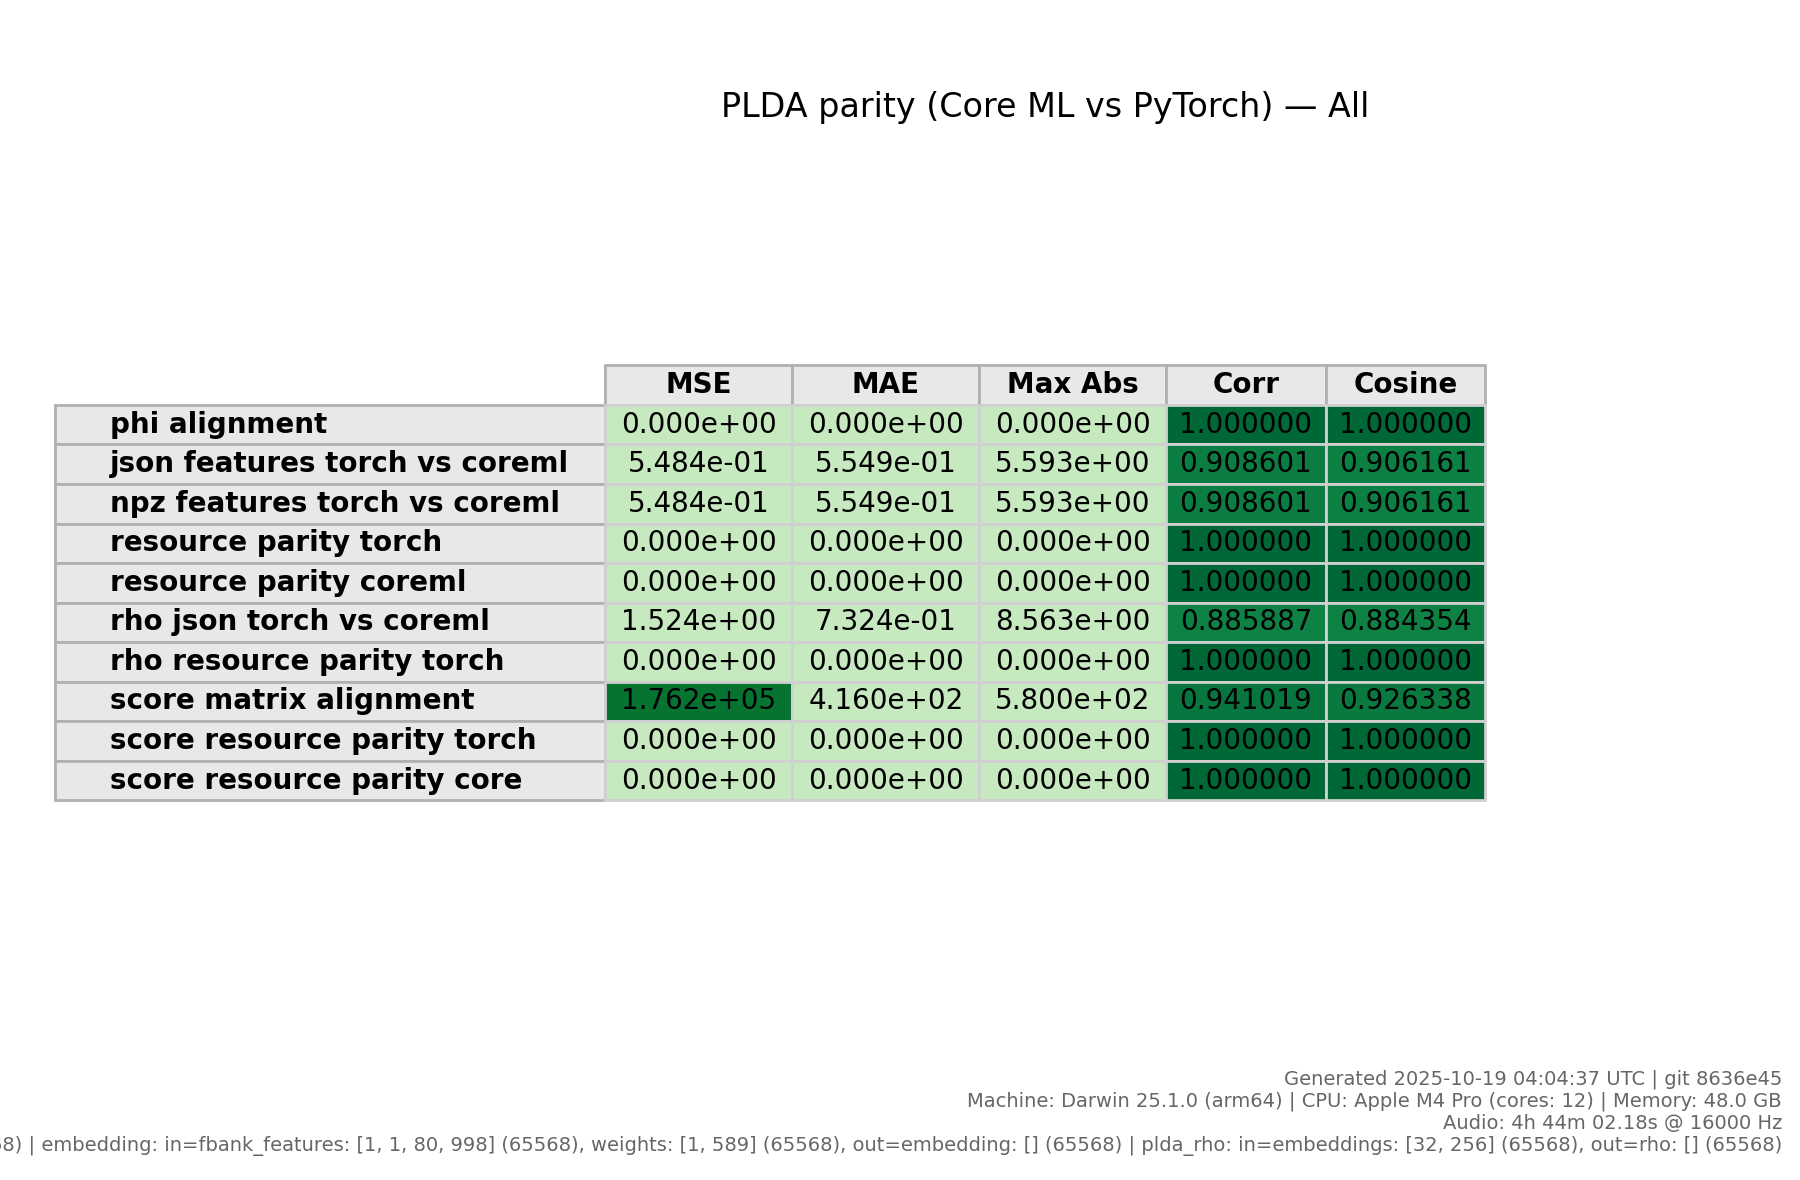 PLDA parity (Core ML vs PyTorch) — All
MSE MAE Max Abs Corr Cosine
phi alignment 0.000e+00 0.000e+00 0.000e+00 1.000000 1.000000
json features torch vs coreml 5.484e-01 5.549e-01 5.593e+00 0.908601 0.906161
npz features torch vs coreml 5.484e-01 5.549e-01 5.593e+00 0.908601 0.906161
resource parity torch 0.000e+00 0.000e+00 0.000e+00 1.000000 1.000000
resource parity coreml 0.000e+00 0.000e+00 0.000e+00 1.000000 1.000000
rho json torch vs coreml 1.524e+00 7.324e-01 8.563e+00 0.885887 0.884354
rho resource parity torch 0.000e+00 0.000e+00 0.000e+00 1.000000 1.000000
score matrix alignment 1.762e+05 4.160e+02 5.800e+02 0.941019 0.926338
score resource parity torch 0.000e+00 0.000e+00 0.000e+00 1.000000 1.000000
score resource parity core 0.000e+00 0.000e+00 0.000e+00 1.000000 1.000000
Generated 2025-10-19 04:04:37 UTC | git 8636e45
Machine: Darwin 25.1.0 (arm64) | CPU: Apple M4 Pro (cores: 12) | Memory: 48.0 GB
Audio: 4h 44m 02.18s @ 16000 Hz
8) | embedding: in=fbank_features: [1, 1, 80, 998] (65568), weights: [1, 589] (65568), out=embedding: [] (65568) | plda_rho: in=embeddings: [32, 256] (65568), out=rho: [] (65568)